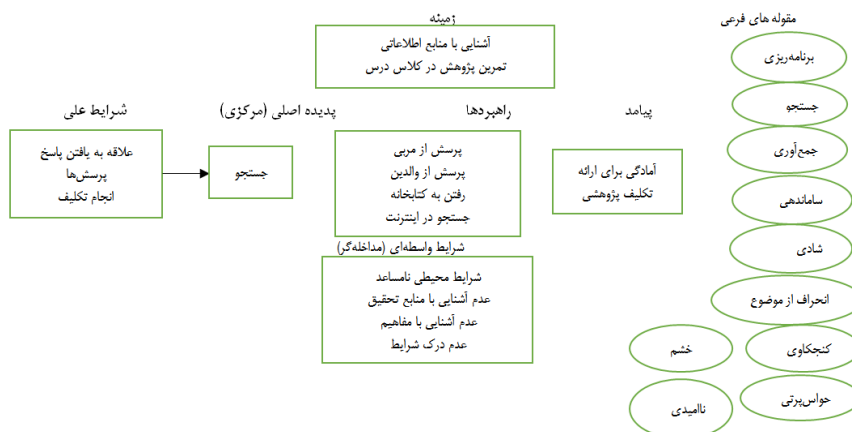 زمینه
آشنایی با منابع اطلاعاتی
تمرین پژوهش در کلاس درس
مقوله های فرعی
برنامه‌ریزی
جستجو
جمع‌آوری
ساماندهی
شادی
انحراف از موضوع
کنجکاوی
خشم
حواس‌پرتی
ناامیدی
شرایط علی
علاقه به یافتن پاسخ
پرسش‌ها
انجام تکلیف
پدیده اصلی (مرکزی)
جستجو
راهبردها
پرسش از مربی
پرسش از والدین
رفتن به کتابخانه
جستجو در اینترنت
پیامد
آمادگی برای ارائه
تکلیف پژوهشی
شرایط واسطه‌ای (مداخله‌گر)
شرایط محیطی نامساعد
عدم آشنایی با منابع تحقیق
عدم آشنایی با مفاهیم
عدم درک شرایط